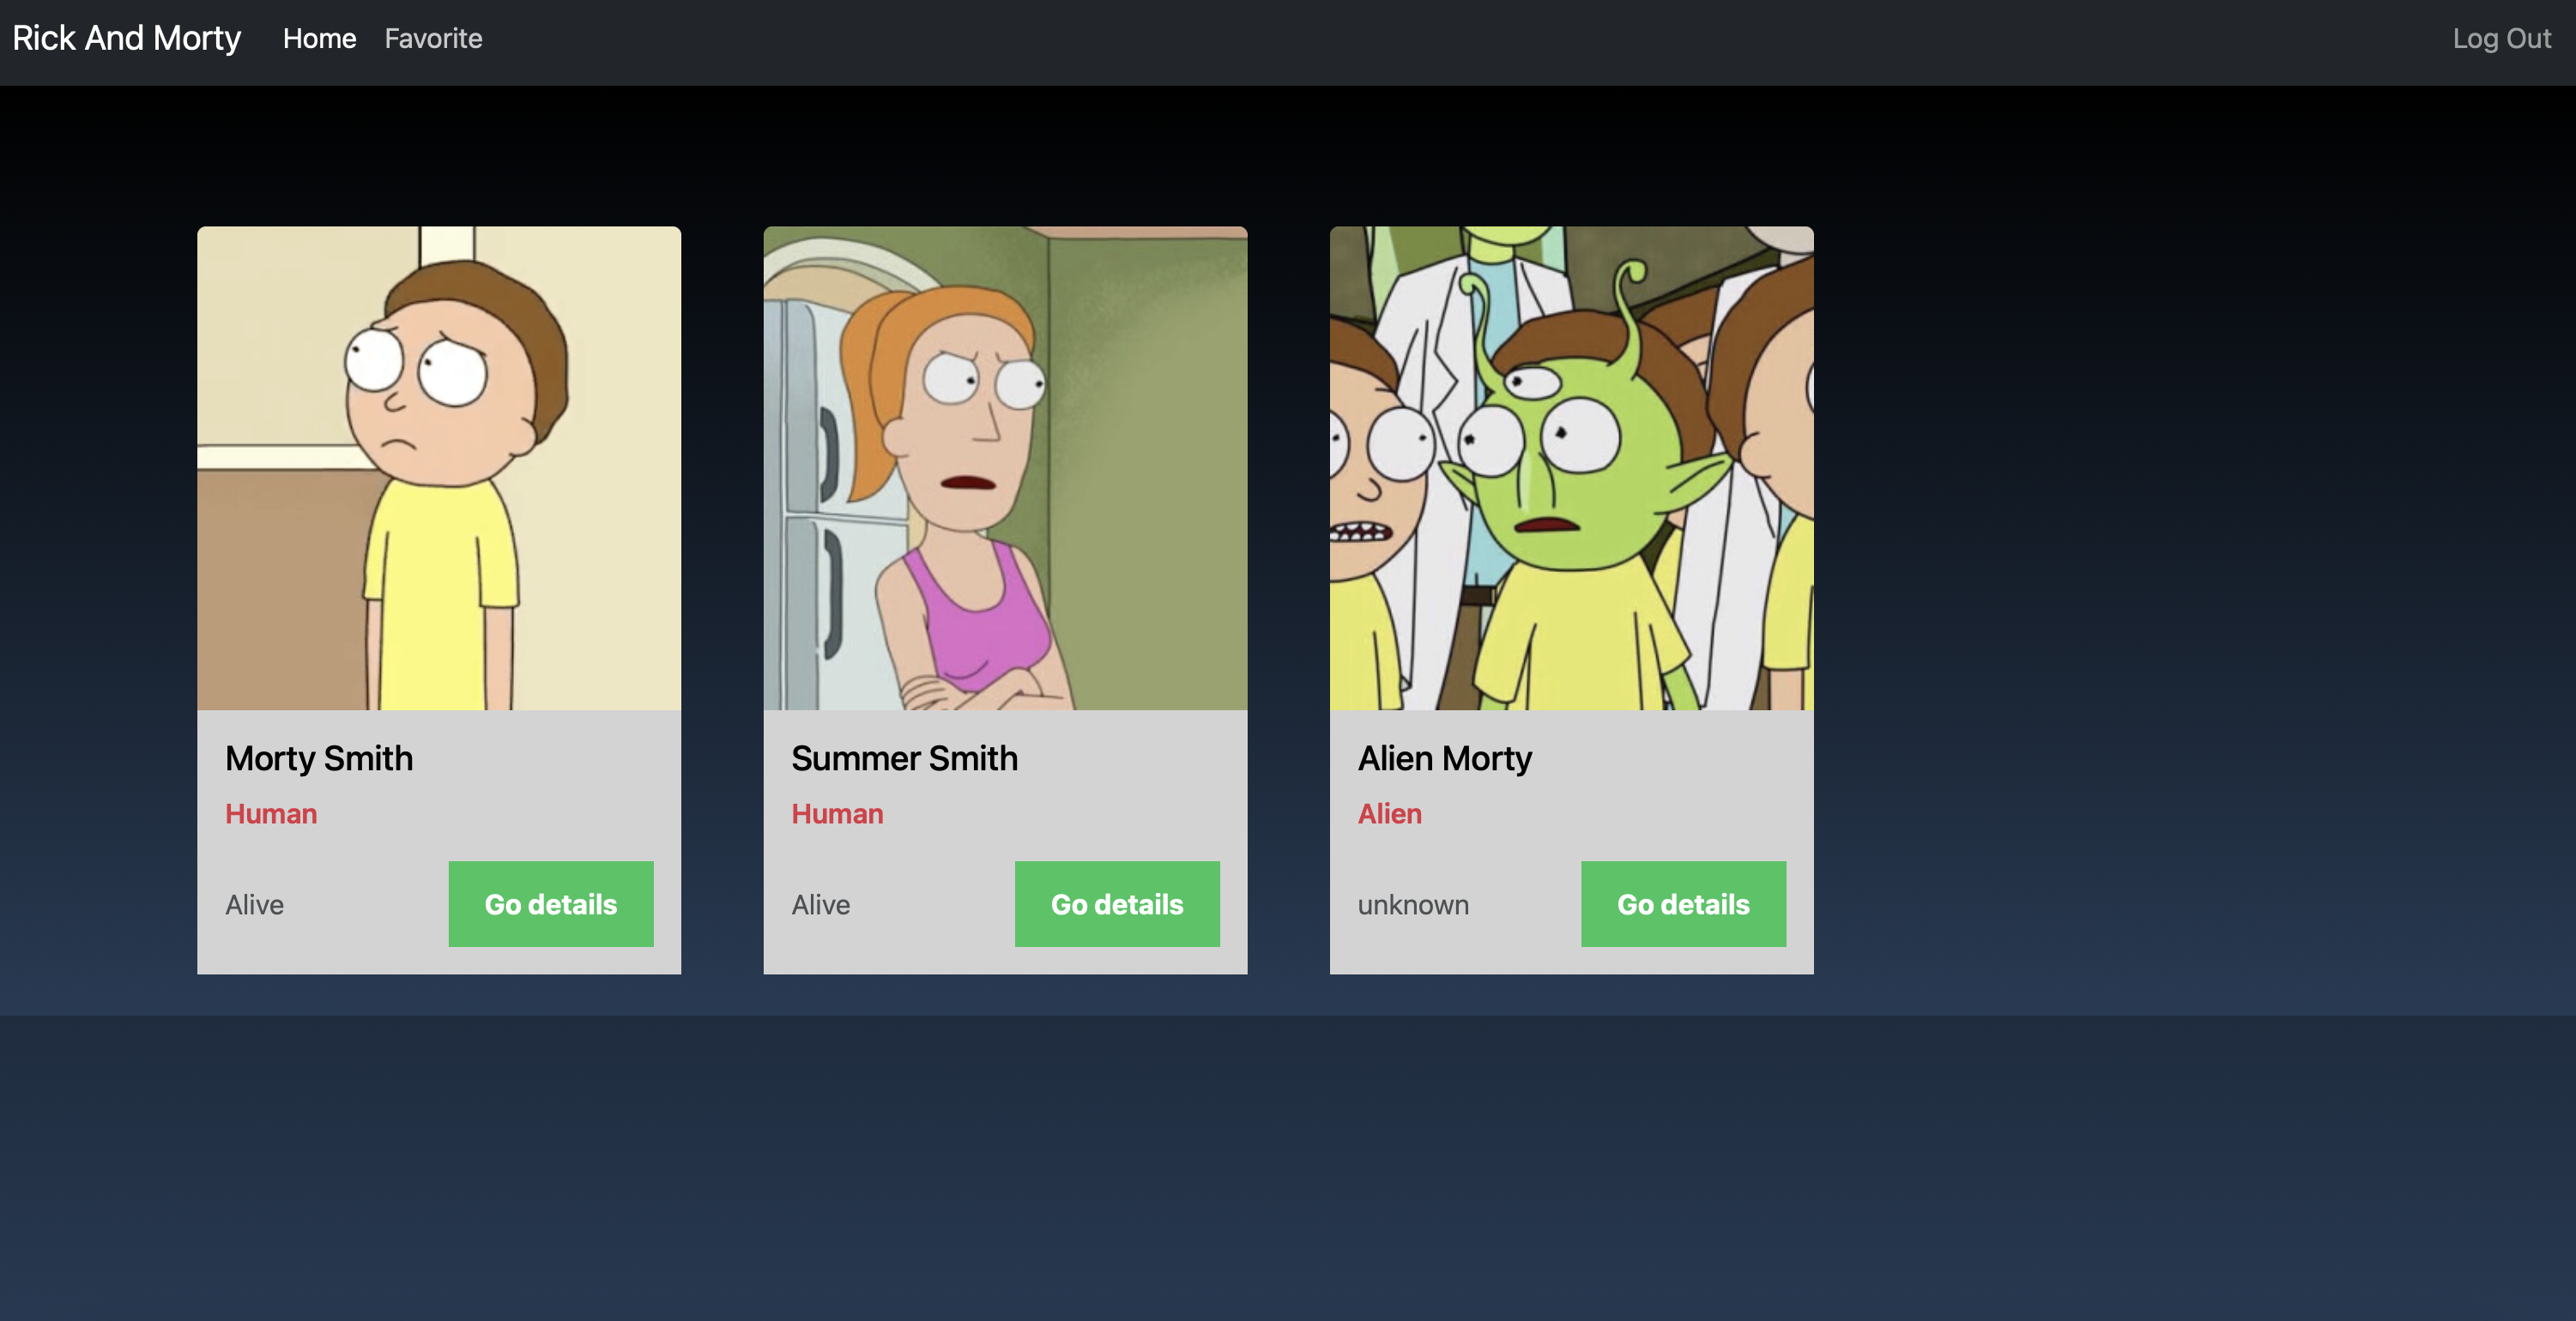 Rick And Morty Home Favorite Log Out
Morty Smith
Human
Alive Go details
Summer Smith
Human
Alive Go details
Alien Morty
Alien
unknown Go details